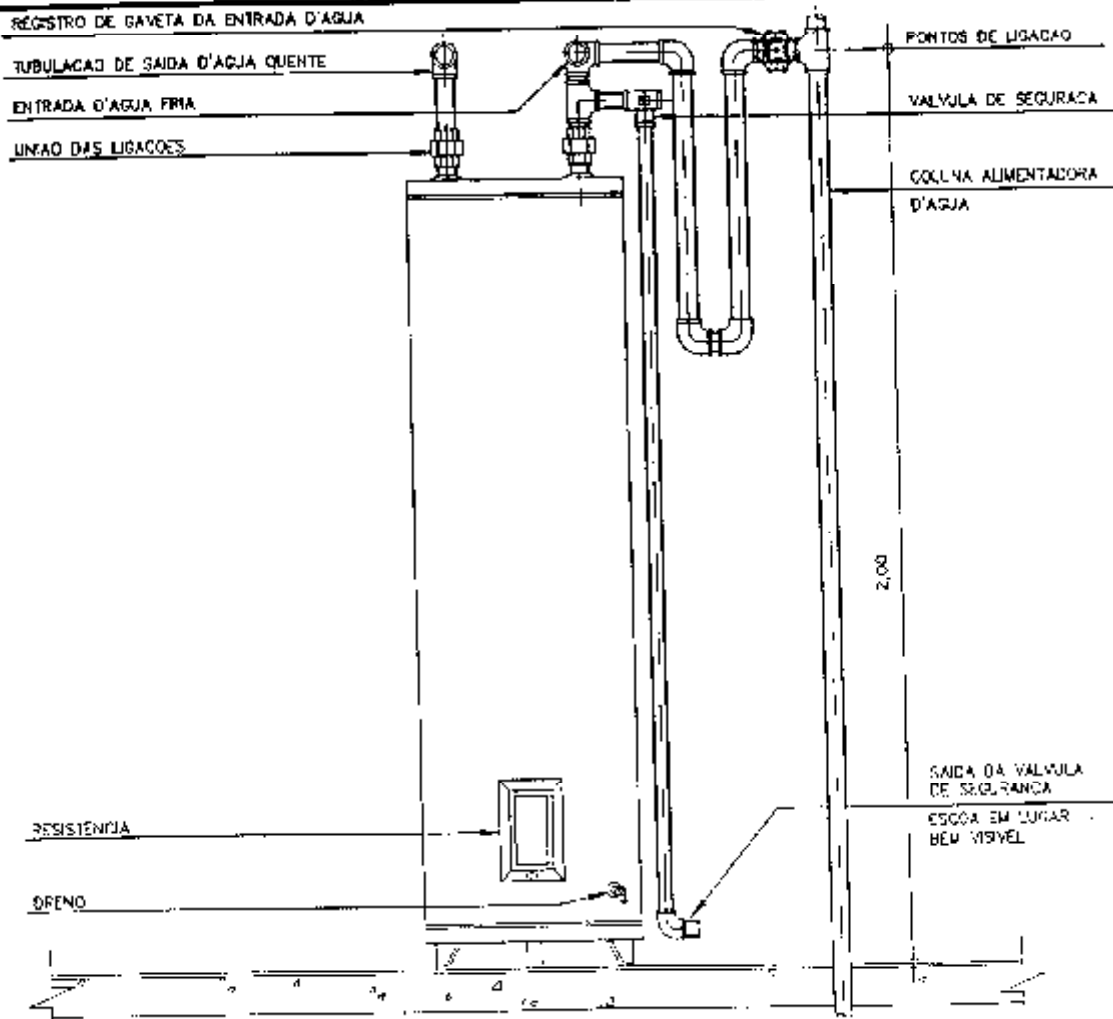 REGISTRO DE GAVETA DA ENTRADA D'AGUA
TUBULACAO DE SAIDA D'AGUA QUENTE
ENTRADA D'AGUA FRIA
UNIAO DAS LIGACOES
PONTOS DE LIGACAO
VALVULA DE SEGURACA
COLUNA ALIMENTADORA
D'AGUA
2,00
SAIDA DA VALVULA
DE SEGURANCA
ESCOA EM LUGAR
BEM VISIVEL
RESISTENCIA
DRENO